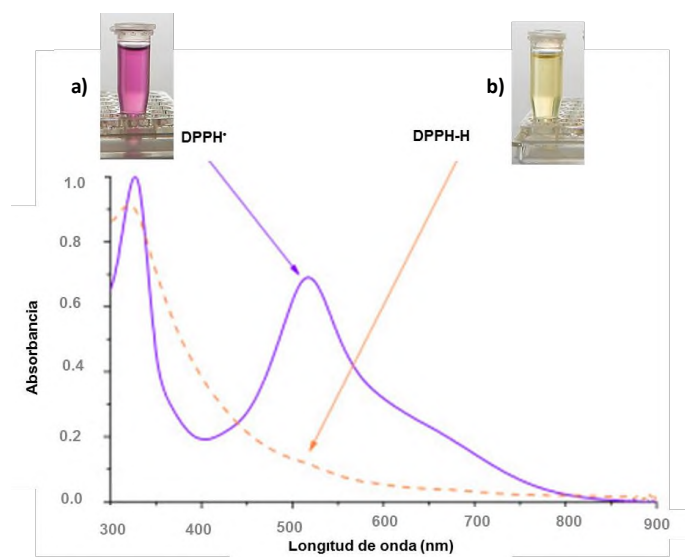 a)
b)
DPPH•
DPPH-H
1.0
0.8
0.6
0.4
0.2
0.0
Absorbancia
300 400 500 600 700 800 900
Longitud de onda (nm)